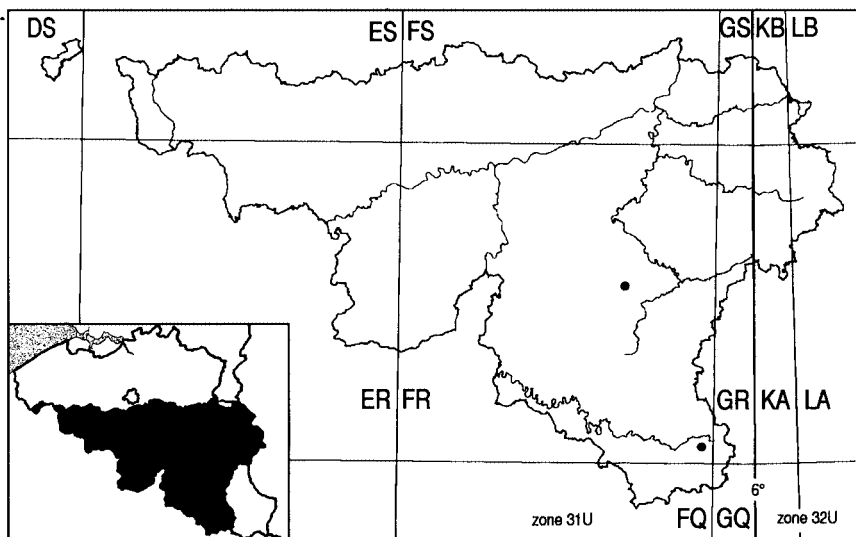 DS ES FS GS KB LB
ER FR GR KA LA
6°
zone 31U FQ GQ zone 32U